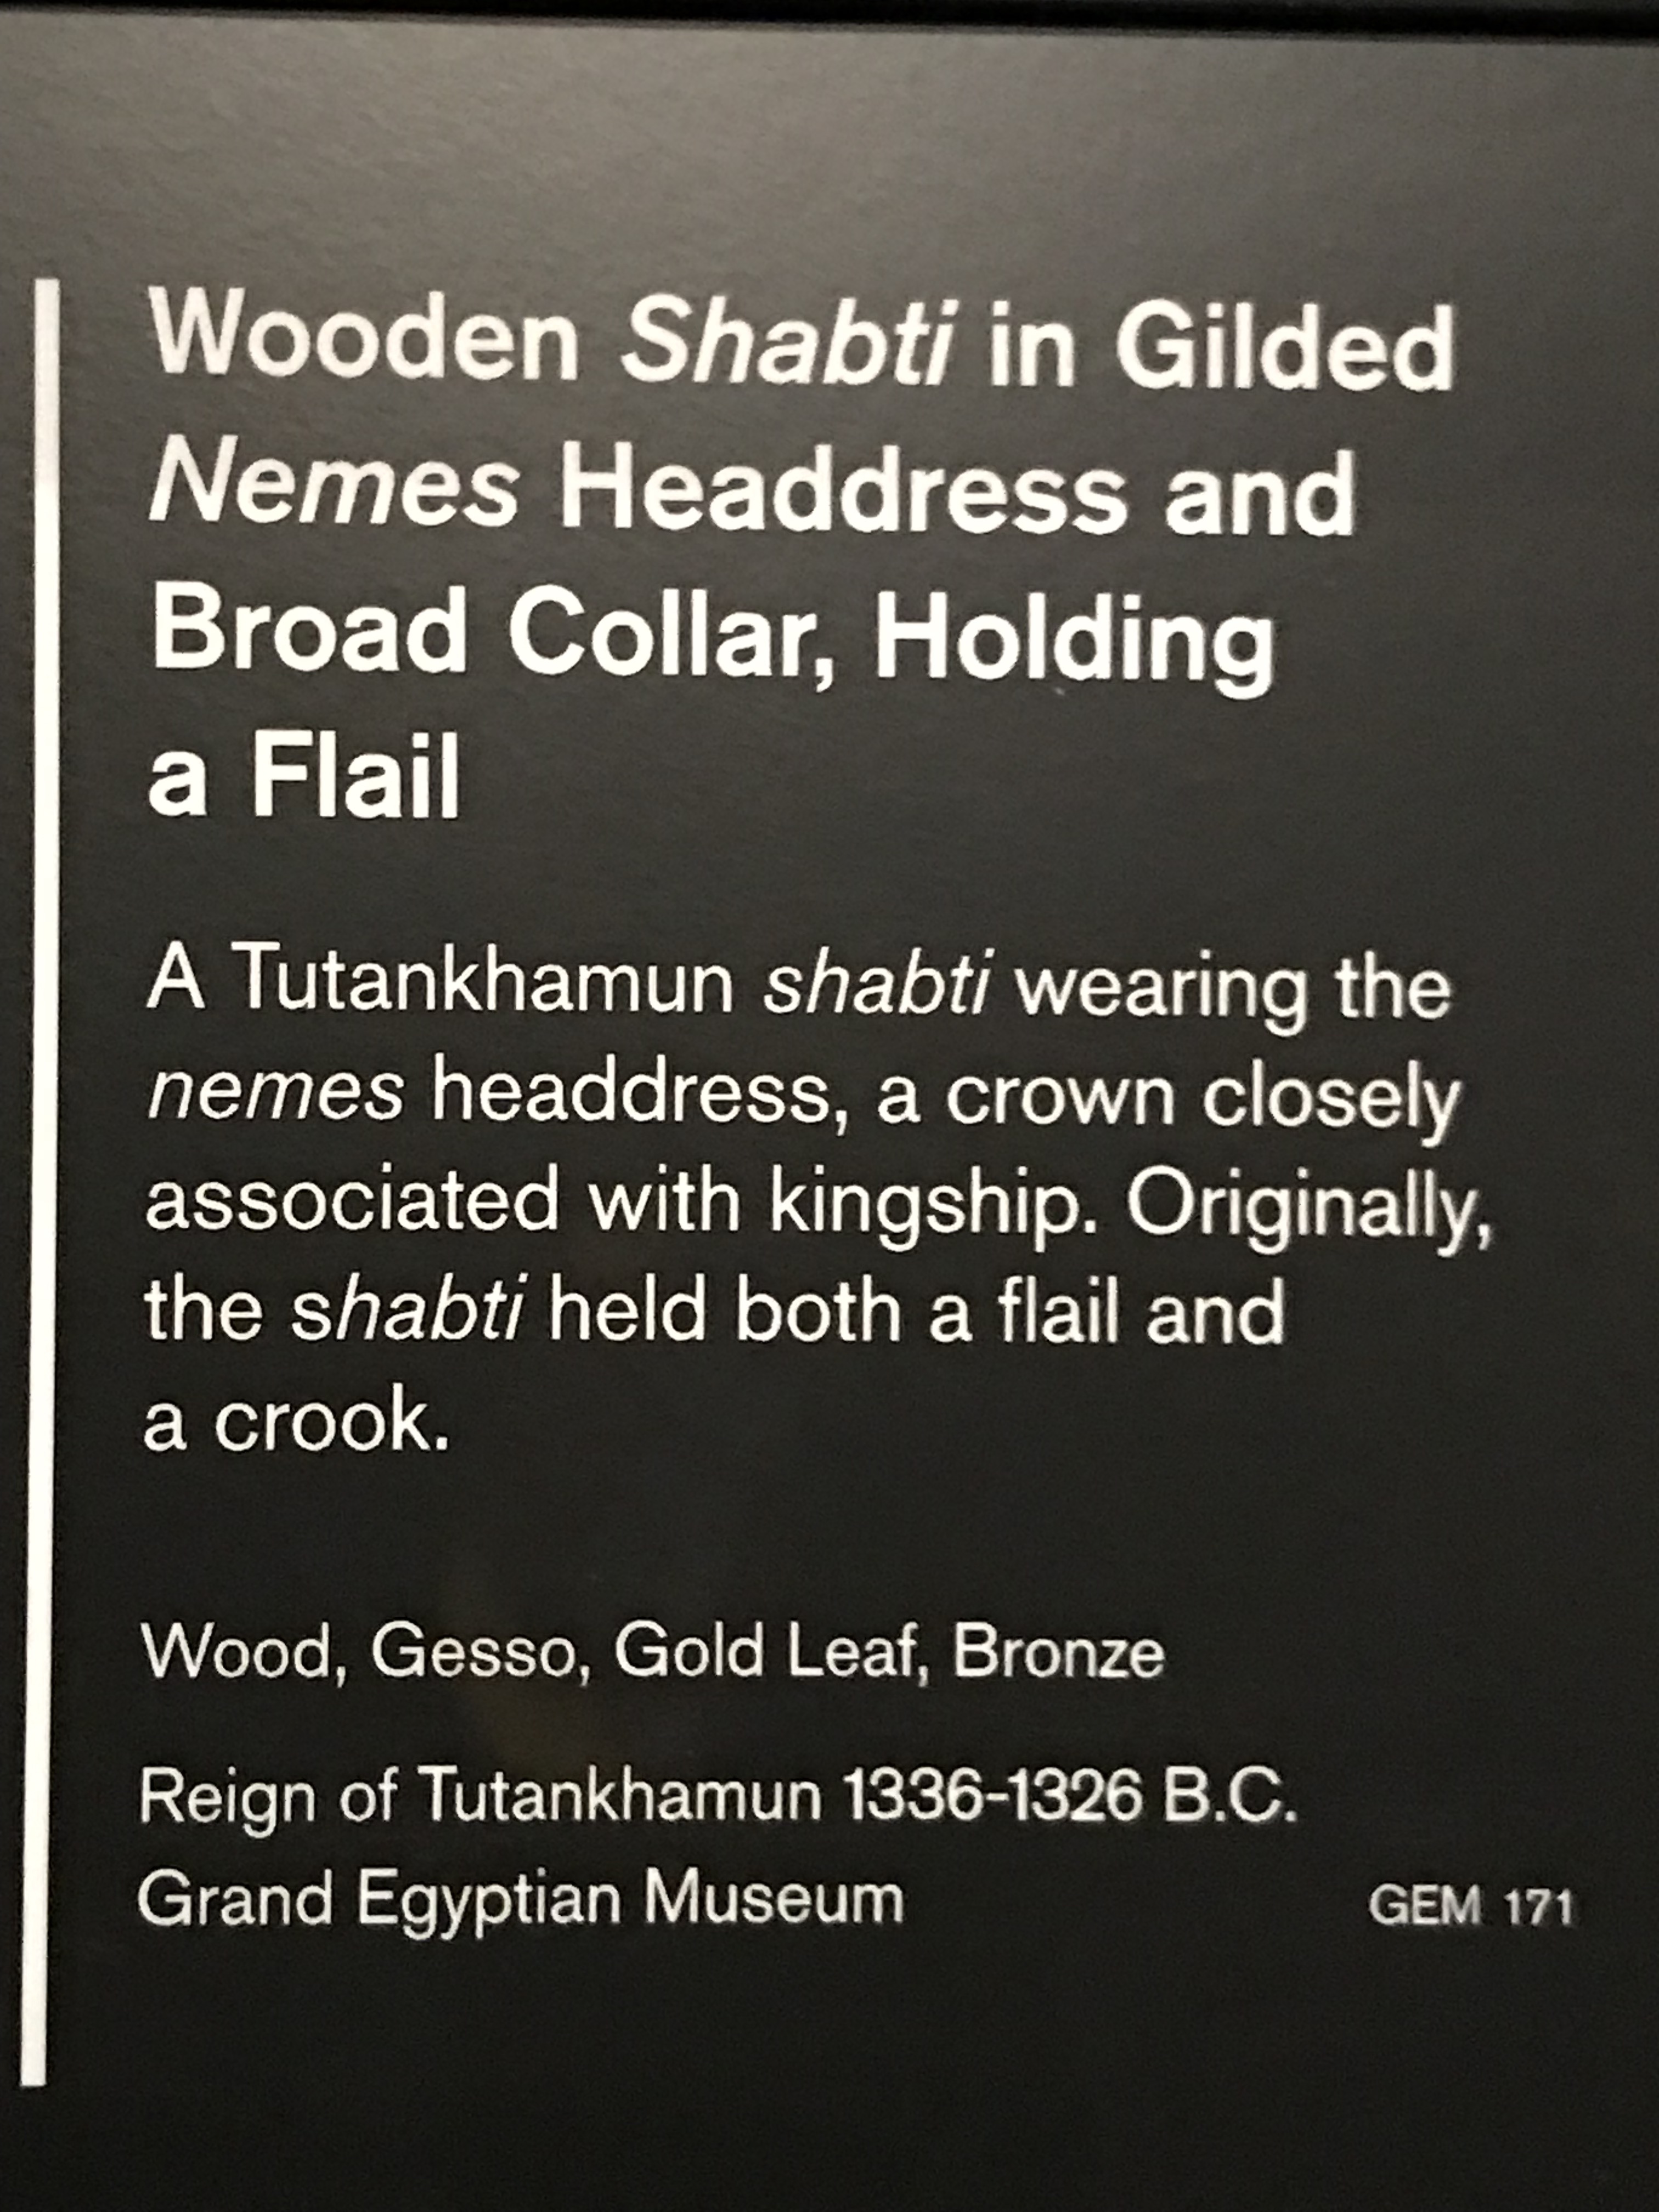 Wooden Shabti in Gilded
Nemes Headdress and
Broad Collar, Holding
a Flail
A Tutankhamun shabti wearing the
nemes headdress, a crown closely
associated with kingship. Originally,
the shabti held both a flail and
a crook.
Wood, Gesso, Gold Leaf, Bronze
Reign of Tutankhamun 1336-1326 B.C.
Grand Egyptian Museum GEM 171